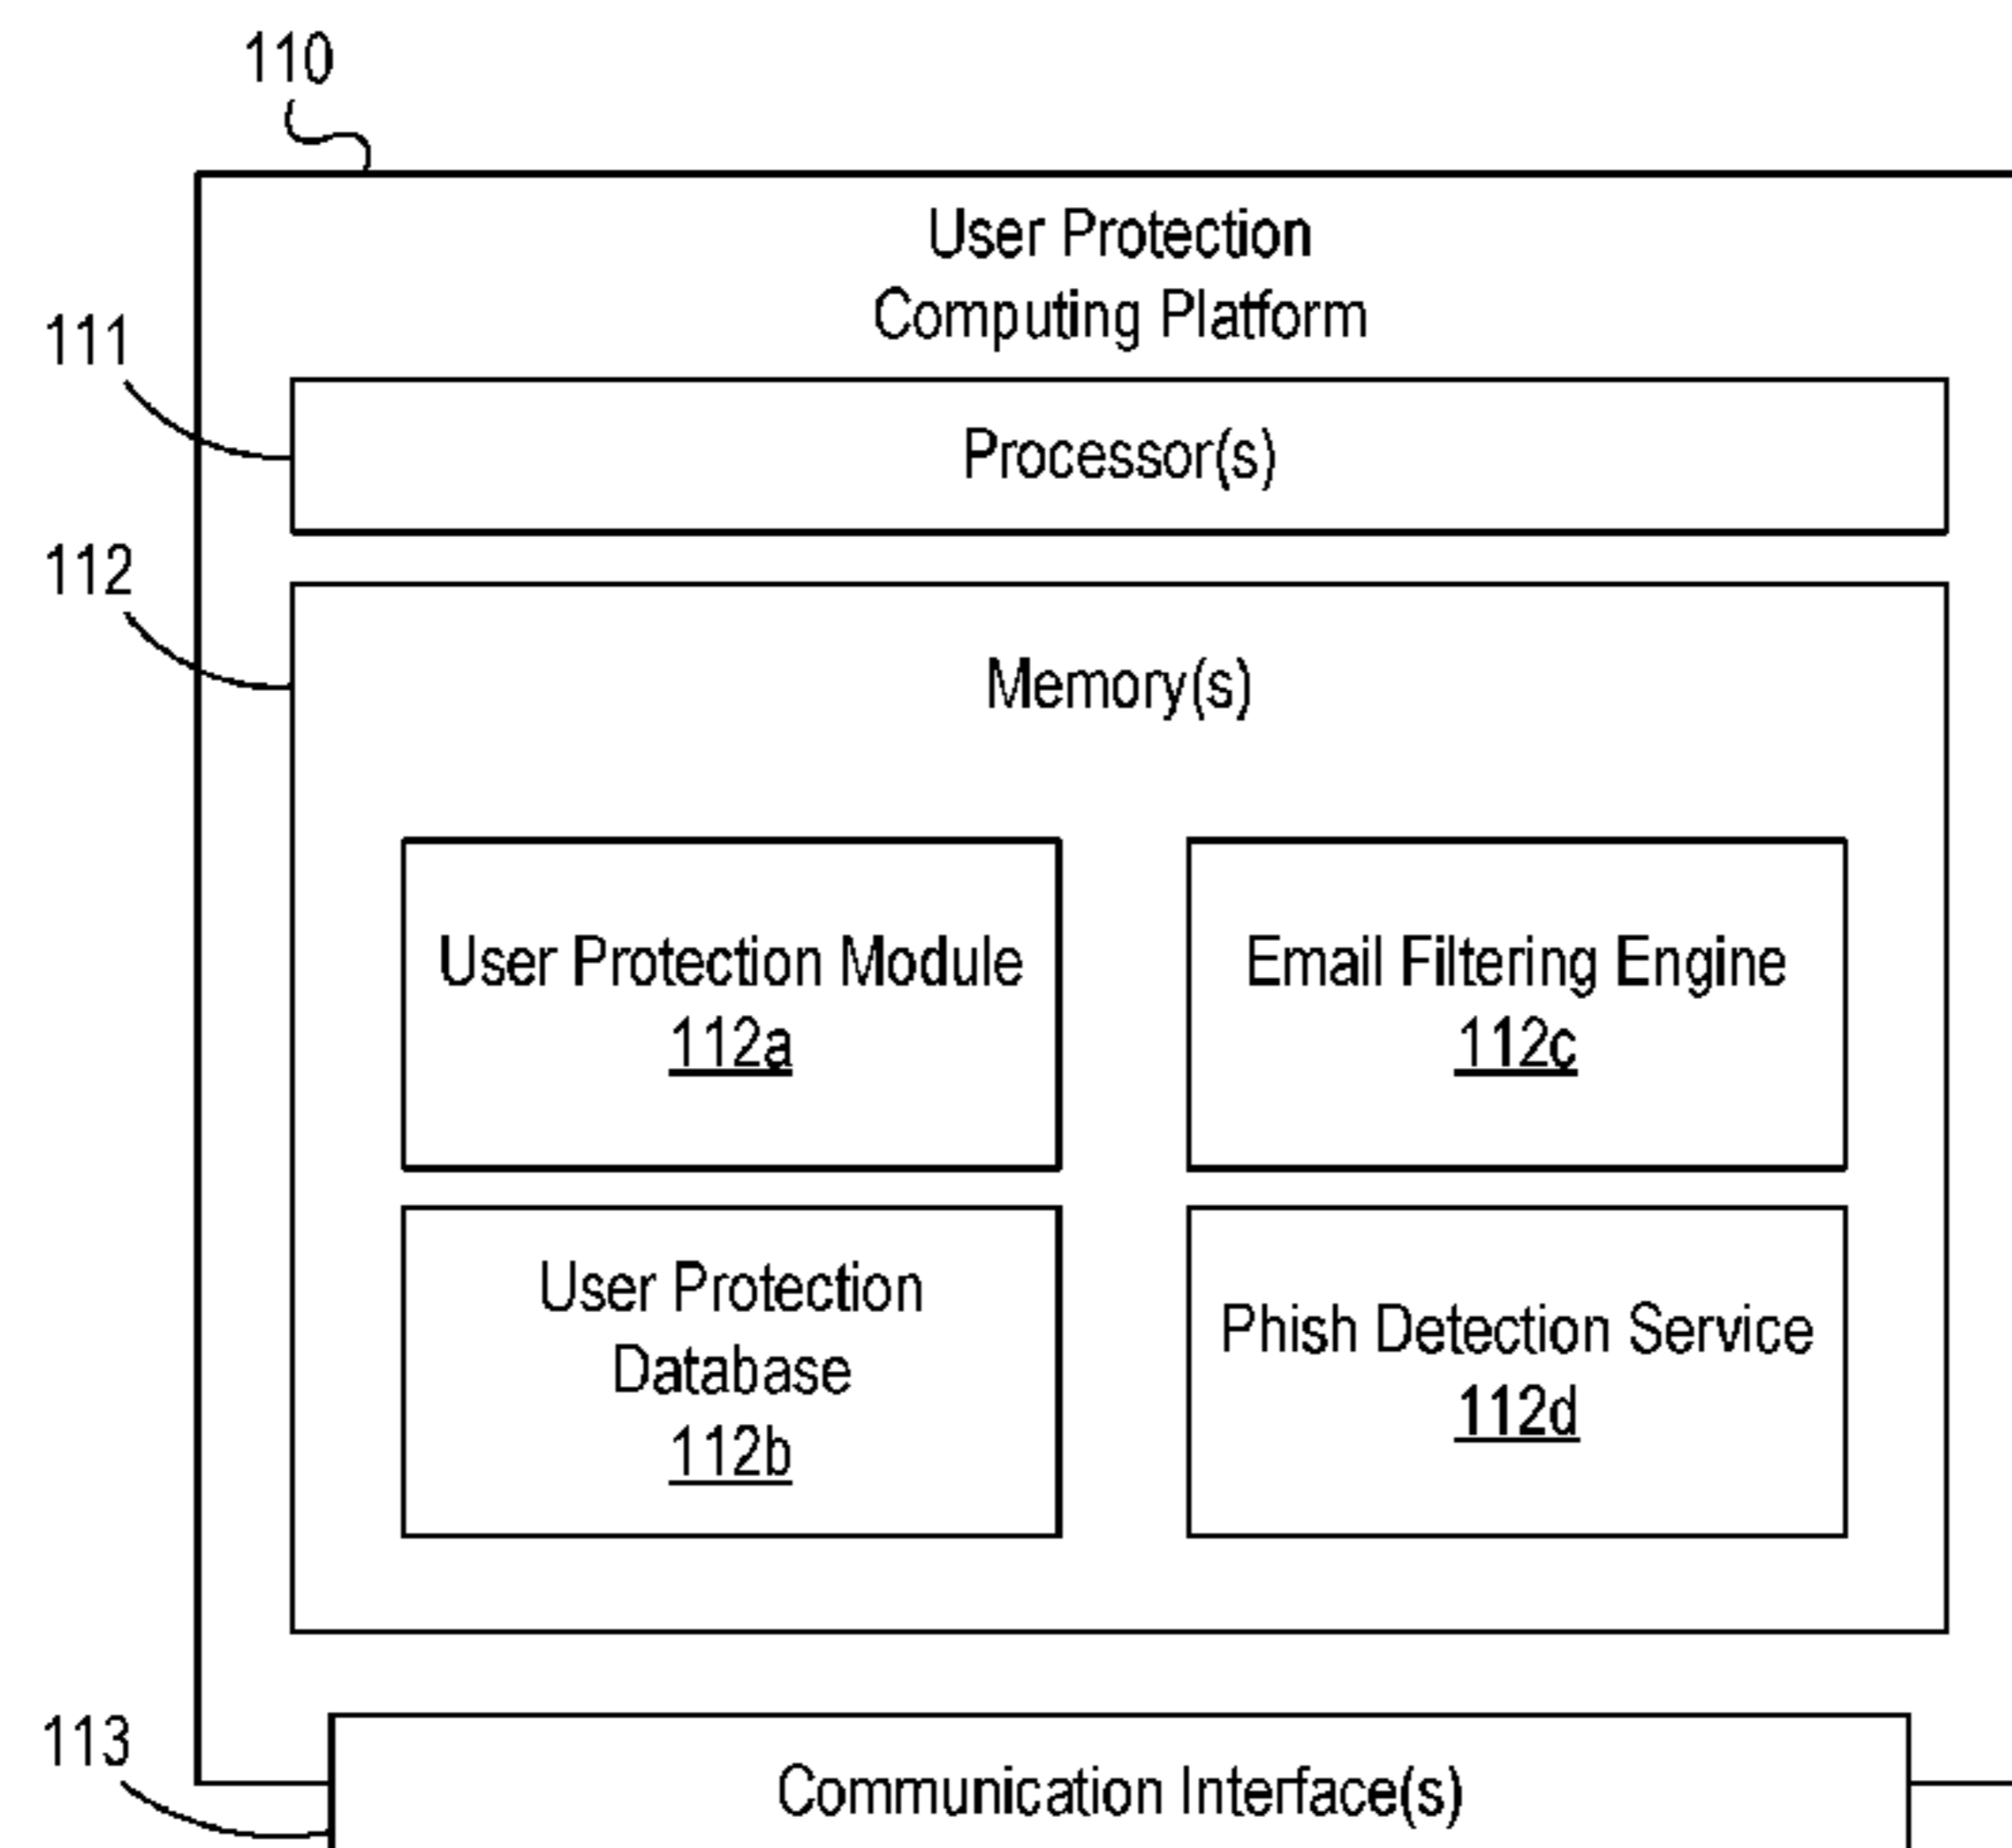 110
User Protection
Computing Platform
111
Processor(s)
112
Memory(s)
User Protection Module
112a
Email Filtering Engine
112c
User Protection
Database
112b
Phish Detection Service
112d
113
Communication Interface(s)